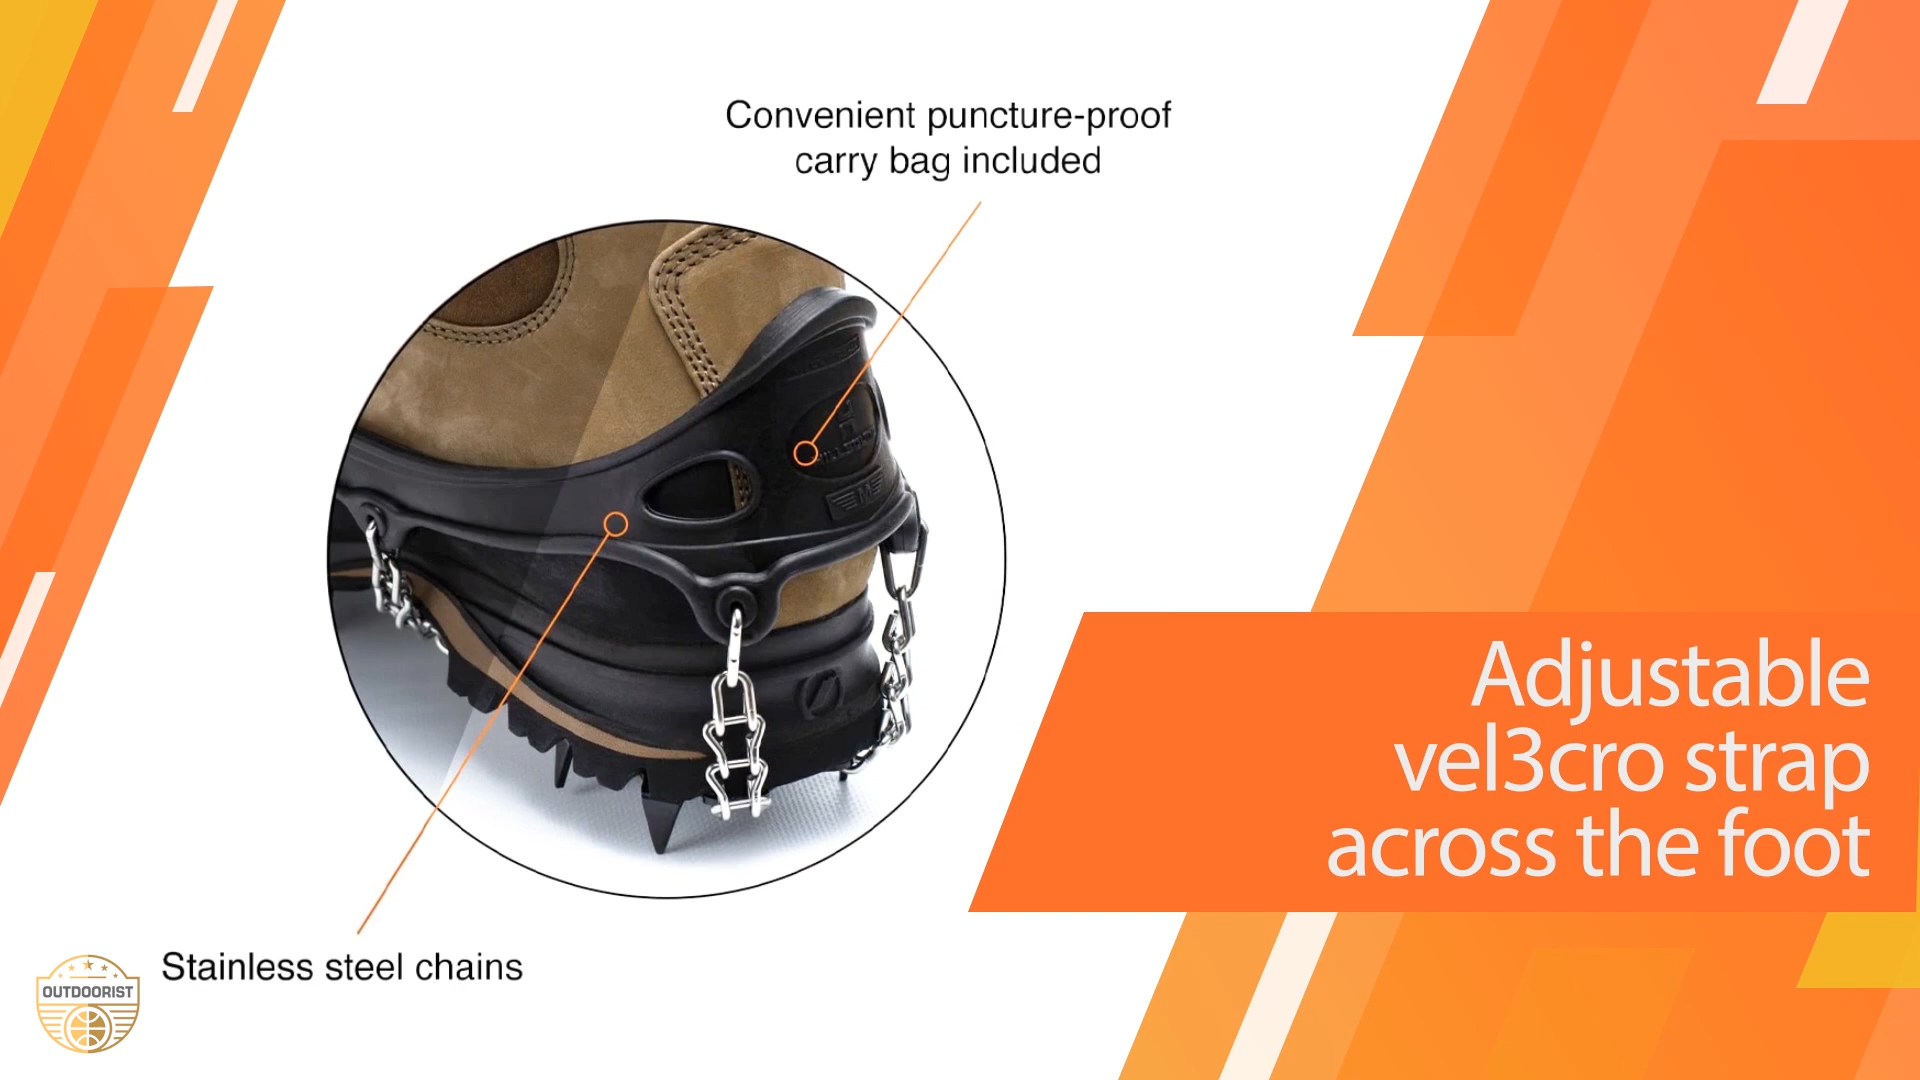 Convenient puncture-proof
carry bag included
Adjustable
vel3cro strap
across the foot
Stainless steel chains
OUTDOORIST